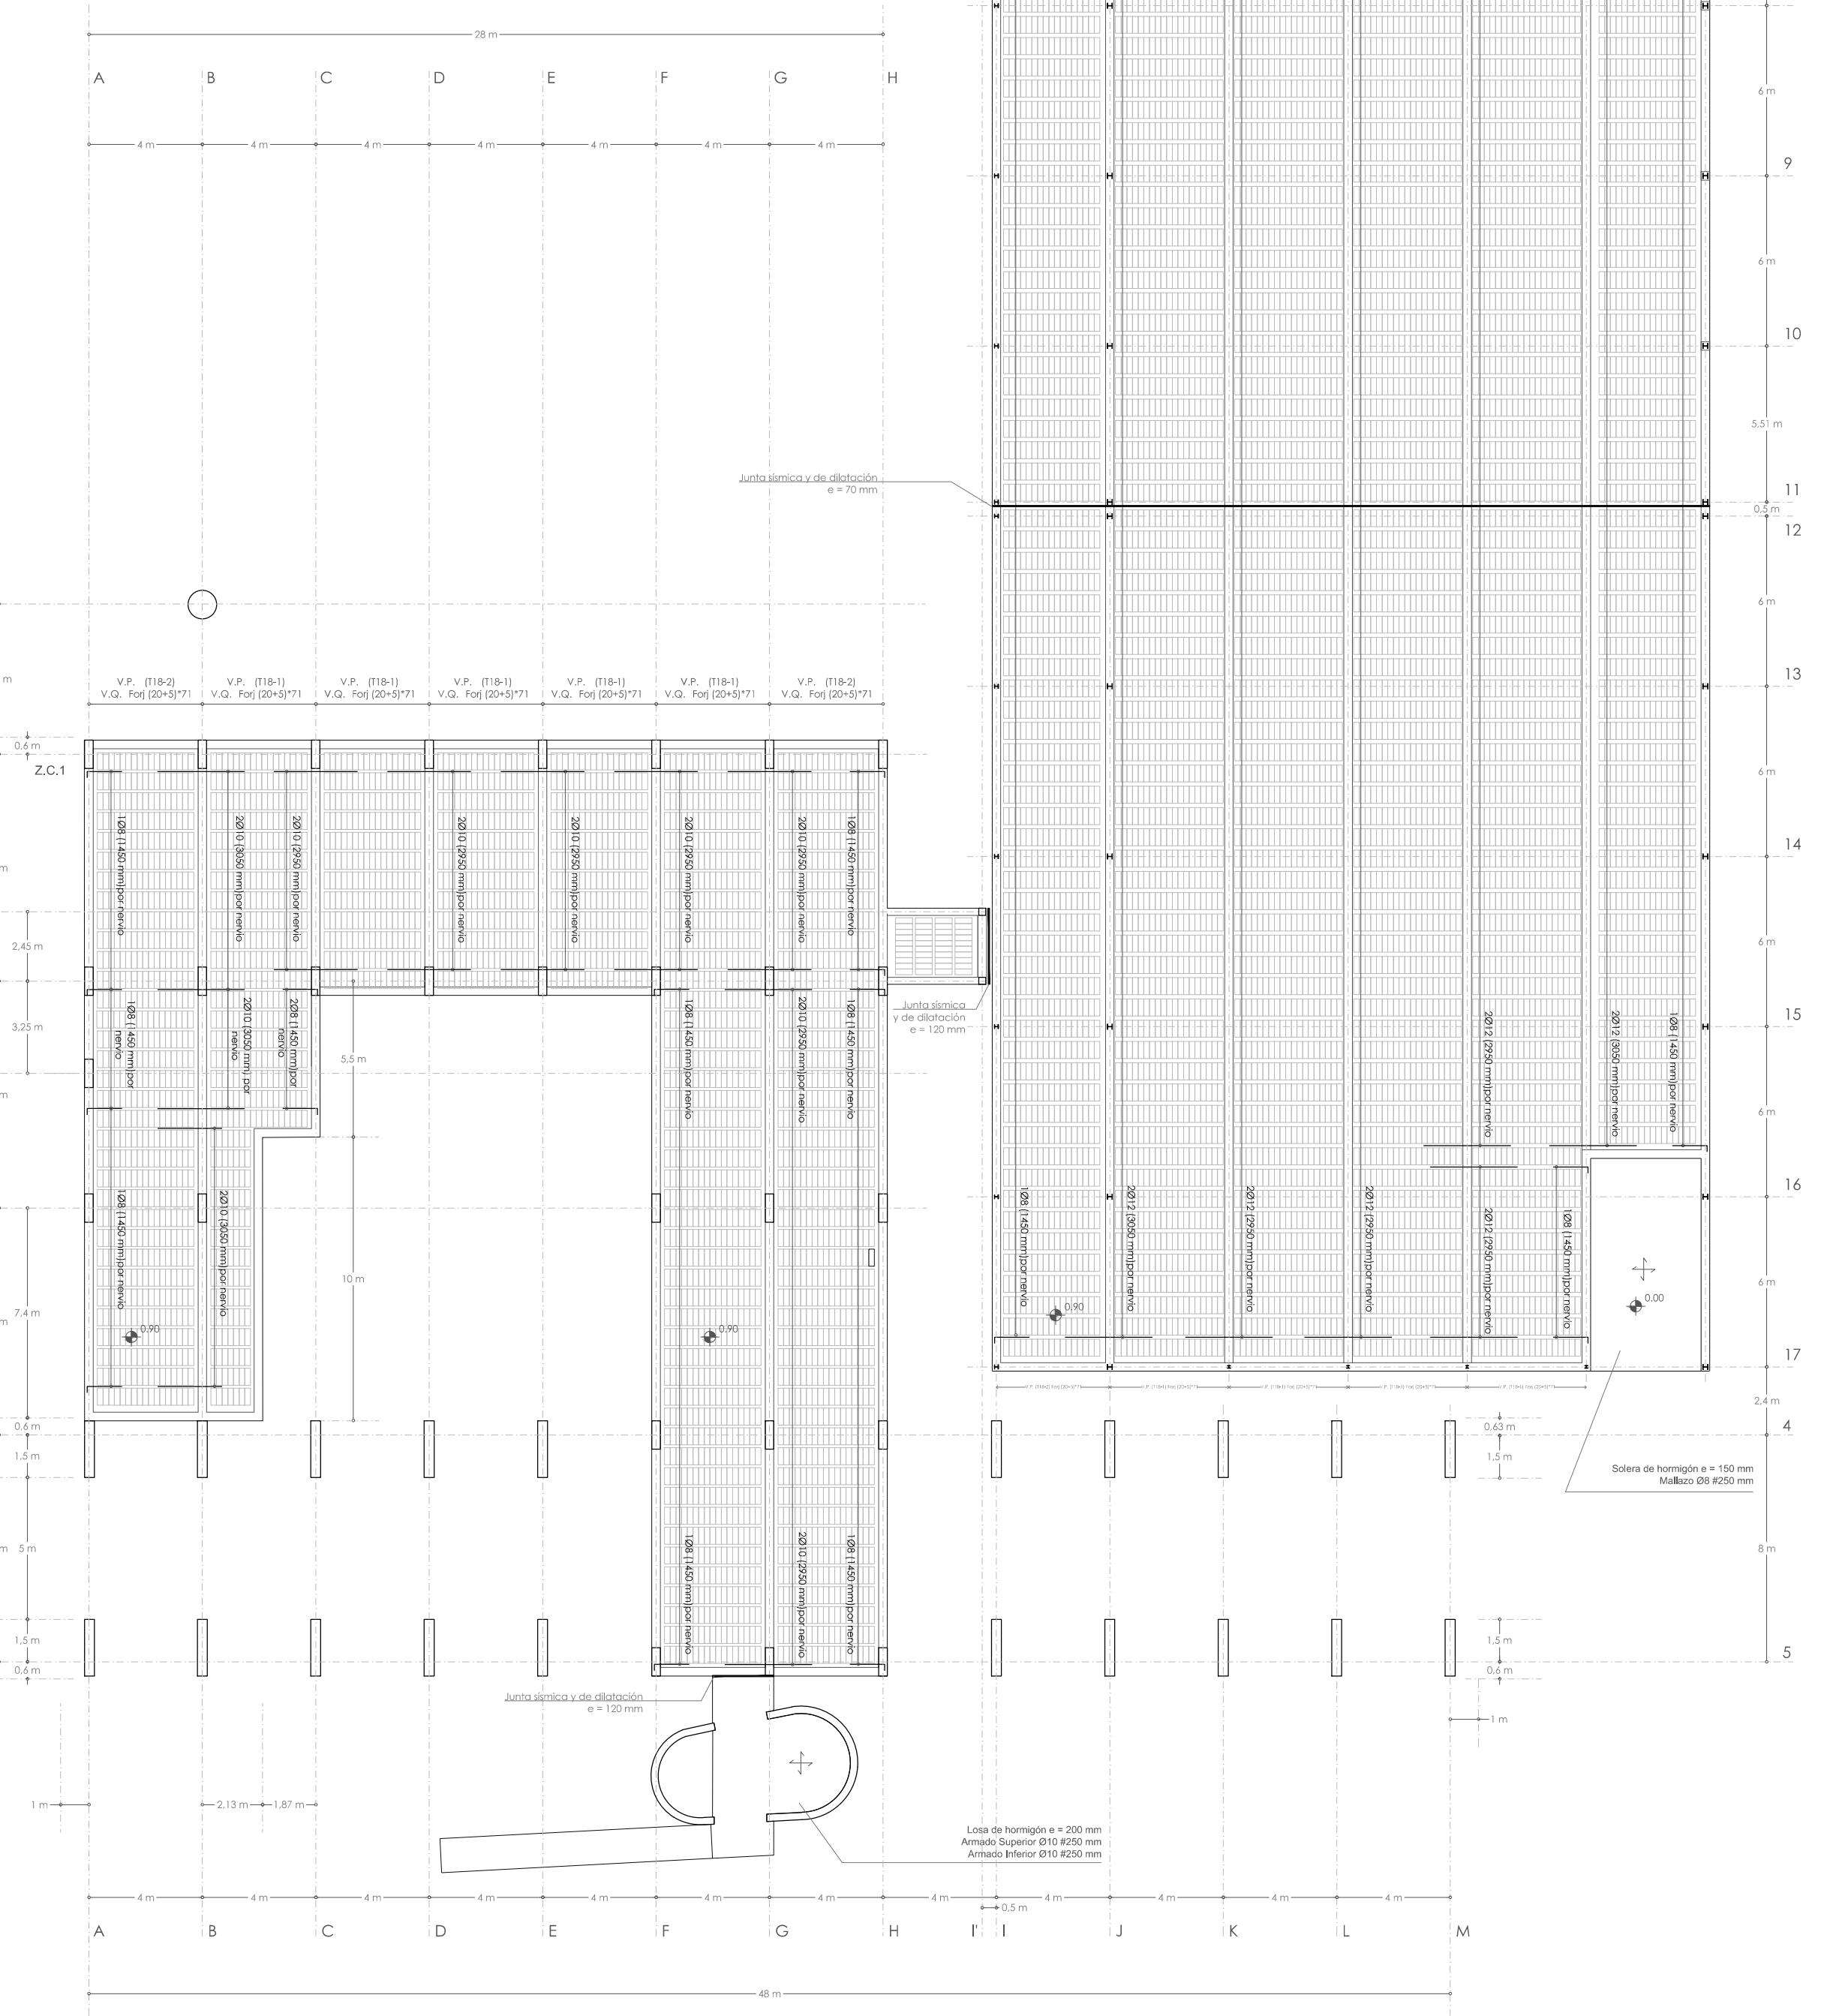 28 m
A B C D E F G H
4 m 4 m 4 m 4 m 4 m 4 m 4 m
6 m
9
6 m
10
5,51 m
11
0,5 m
12
6 m
13
6 m
14
6 m
15
6 m
16
6 m
17
2,4 m
4
8 m
5
Junta sísmica y de dilatación
e = 70 mm
m
V.P. (T18-2)
V.Q. Forj (20+5)*71
V.P. (T18-1)
V.Q. Forj (20+5)*71
V.P. (T18-1)
V.Q. Forj (20+5)*71
V.P. (T18-1)
V.Q. Forj (20+5)*71
V.P. (T18-1)
V.Q. Forj (20+5)*71
V.P. (T18-1)
V.Q. Forj (20+5)*71
V.P. (T18-2)
V.Q. Forj (20+5)*71
0,6 m
Z.C.1
m
2,45 m
3,25 m
m
7,4 m
m
0,6 m
1,5 m
m 5 m
1,5 m
0,6 m
1Ø8 (1450 mm)por nervio
2Ø10 (3050 mm)por nervio
2Ø10 (2950 mm)por nervio
2Ø10 (2950 mm)por nervio
2Ø10 (2950 mm)por nervio
2Ø10 (2950 mm)por nervio
2Ø10 (2950 mm)por nervio
1Ø8 (1450 mm)por nervio
1Ø8 (1450 mm)por
nervio
2Ø10 (3050 mm) por
nervio
2Ø8 (1450 mm)por
nervio
5,5 m
10 m
1Ø8 (1450 mm)por nervio
2Ø10 (2950 mm)por nervio
1Ø8 (1450 mm)por nervio
1Ø8 (1450 mm)por nervio
2Ø10 (3050 mm)por nervio
0.90
0.90
1Ø8 (1450 mm)por nervio
2Ø10 (2950 mm)por nervio
1Ø8 (1450 mm)por nervio
Junta sísmica
y de dilatación
e = 120 mm
2Ø12 (2950 mm)por nervio
2Ø12 (3050 mm)por nervio
1Ø8 (1450 mm)por nervio
1Ø8 (1450 mm)por nervio
2Ø12 (3050 mm)por nervio
2Ø12 (2950 mm)por nervio
2Ø12 (2950 mm)por nervio
2Ø12 (2950 mm)por nervio
1Ø8 (1450 mm)por nervio
0.90
0.00
0,63 m
1,5 m
Solera de hormigón e = 150 mm
Mallazo Ø8 #250 mm
1,5 m
0,6 m
1 m
Junta sísmica y de dilatación
e = 120 mm
1 m
2,13 m 1,87 m
Losa de hormigón e = 200 mm
Armado Superior Ø10 #250 mm
Armado Inferior Ø10 #250 mm
4 m 4 m 4 m 4 m 4 m 4 m 4 m 4 m 4 m 4 m 4 m 4 m
0,5 m
A B C D E F G H I' I J K L M
48 m